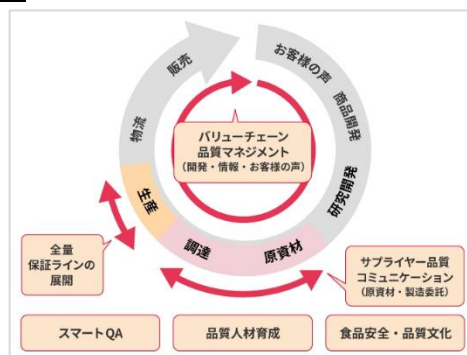 お客様の声
商品開発
研究開発
原資材
調達
生産
物流
販売
バリューチェーン
品質マネジメント
（開発・情報・お客様の声）
全量
保証ラインの
展開
サプライヤー品質
コミュニケーション
（原資材・製造委託）
スマートQA
品質人材育成
食品安全・品質文化